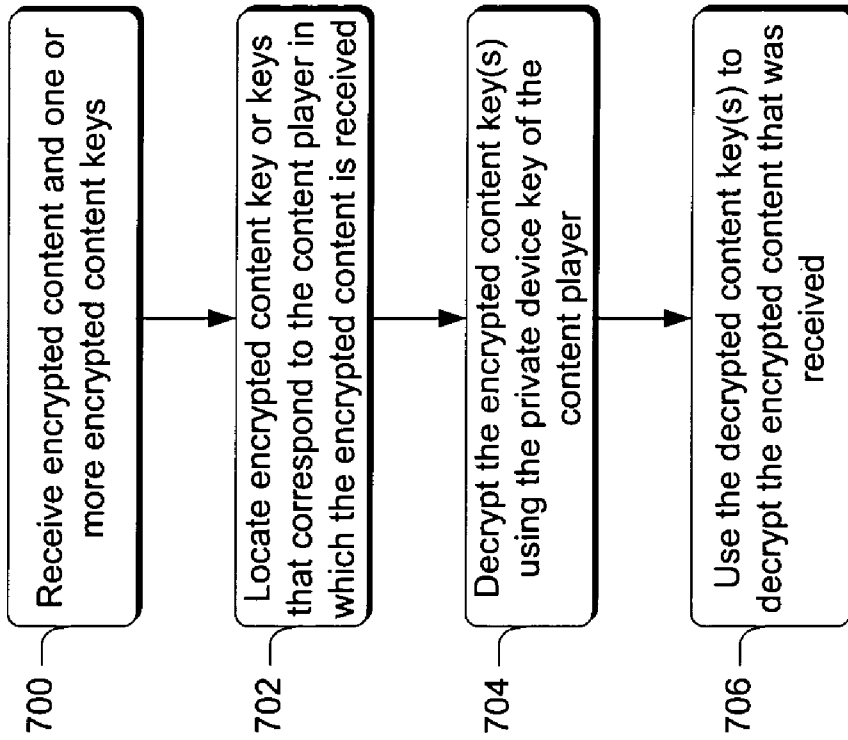 700
Receive encrypted content and one or
more encrypted content keys
702
Locate encrypted content key or keys
that correspond to the content player in
which the encrypted content is received
704
Decrypt the encrypted content key(s)
using the private device key of the
content player
706
Use the decrypted content key(s) to
decrypt the encrypted content that was
received